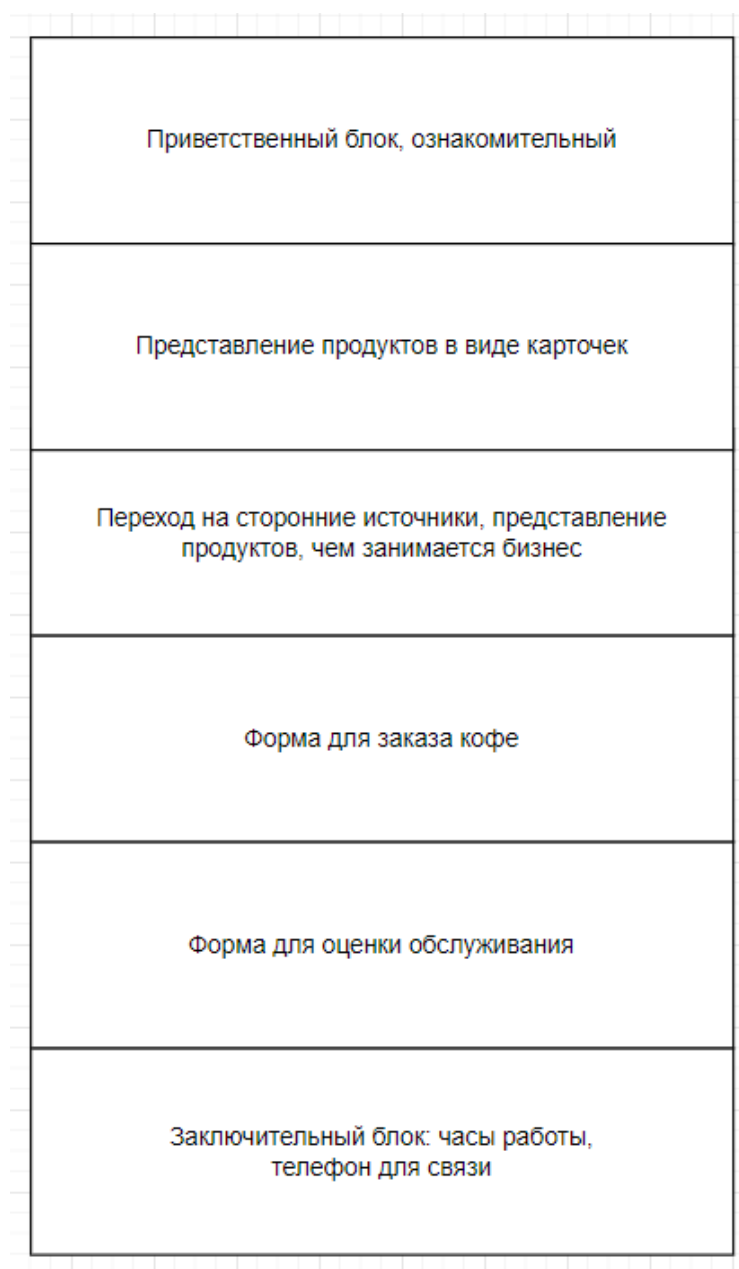 Приветственный блок, ознакомительный
Представление продуктов в виде карточек
Переход на сторонние источники, представление
продуктов, чем занимается бизнес
Форма для заказа кофе
Форма для оценки обслуживания
Заключительный блок: часы работы,
телефон для связи